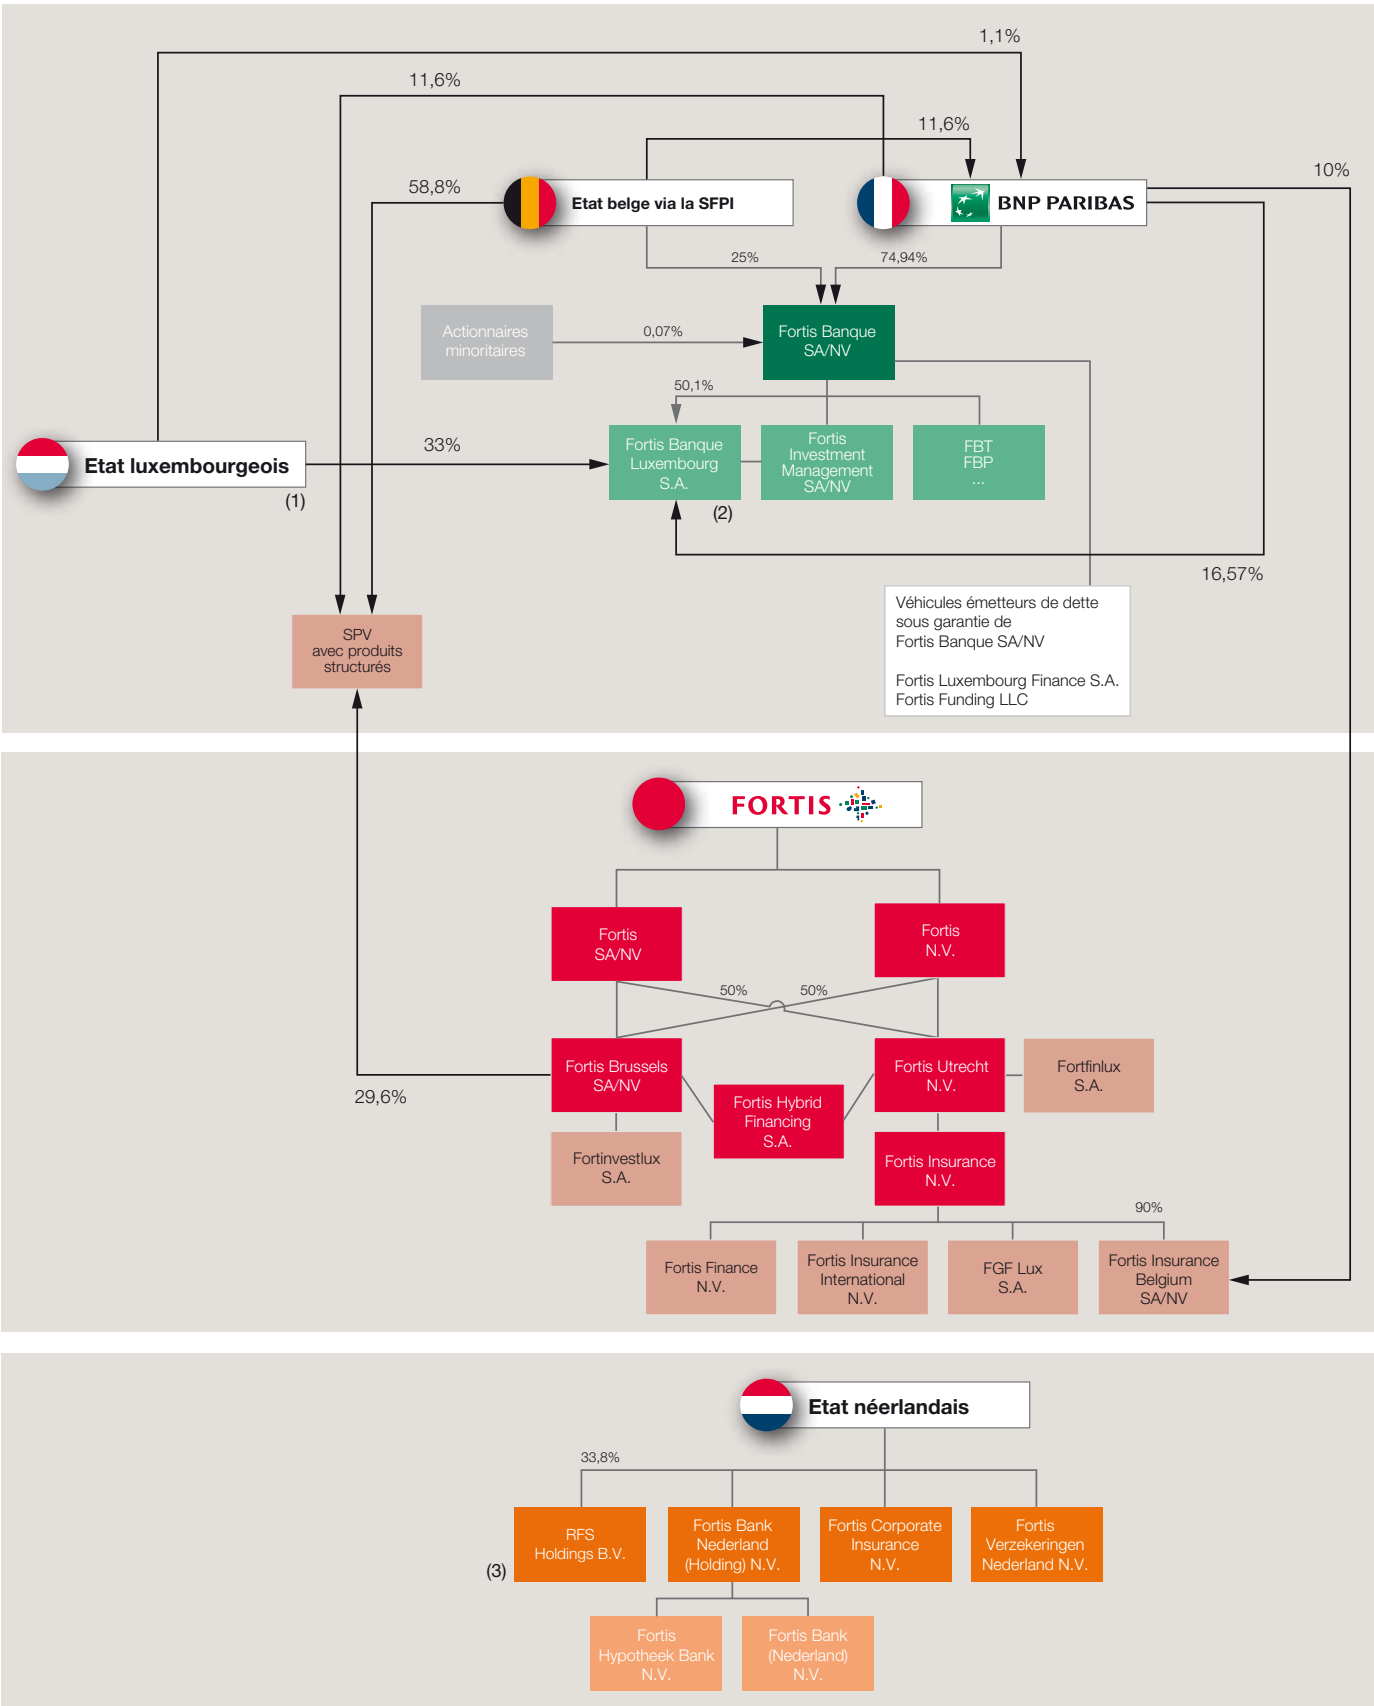 1,1%
11,6%
11,6%
10%
58,8%
Etat belge via la SFPI
BNP PARIBAS
25%
74,94%
Actionnaires
minoritaires
0,07%
Fortis Banque
SA/NV
50,1%
Etat luxembourgeois
(1)
33%
Fortis Banque
Luxembourg
S.A.
(2)
Fortis
Investment
Management
SA/NV
FBT
FBP
...
16,57%
Véhicules émetteurs de dette
sous garantie de
Fortis Banque SA/NV
Fortis Luxembourg Finance S.A.
Fortis Funding LLC
SPV
avec produits
structurés
FORTIS
Fortis
SA/NV
Fortis
N.V.
50%
50%
Fortis Brussels
SA/NV
Fortis Utrecht
N.V.
Fortfinlux
S.A.
29,6%
Fortis Hybrid
Financing
S.A.
Fortinvestlux
S.A.
Fortis Insurance
N.V.
90%
Fortis Finance
N.V.
Fortis Insurance
International
N.V.
FGF Lux
S.A.
Fortis Insurance
Belgium
SA/NV
Etat néerlandais
33,8%
RFS
Holdings B.V.
(3)
Fortis Bank
Nederland
(Holding) N.V.
Fortis Corporate
Insurance
N.V.
Fortis
Verzekeringen
Nederland N.V.
Fortis
Hypotheek Bank
N.V.
Fortis Bank
(Nederland)
N.V.